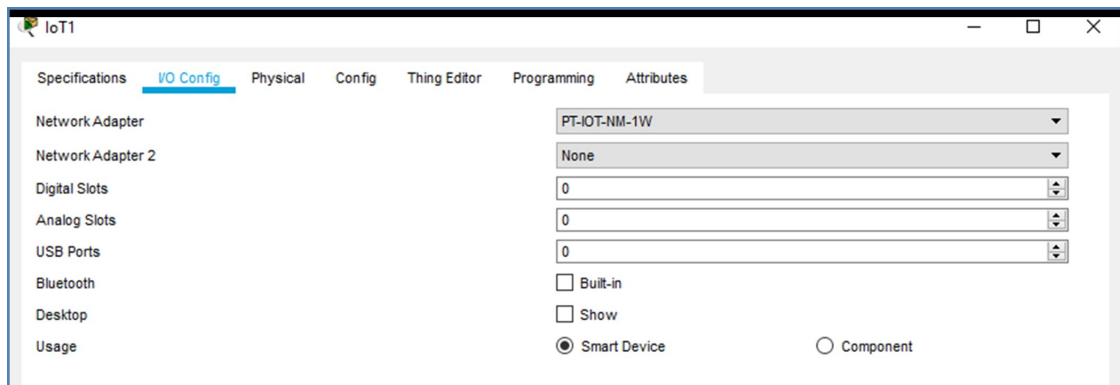 IoT1
Specifications I/O Config Physical Config Thing Editor Programming Attributes
Network Adapter PT-IOT-NM-1W
Network Adapter 2 None
Digital Slots 0
Analog Slots 0
USB Ports 0
Bluetooth Built-in
Desktop Show
Usage Smart Device Component